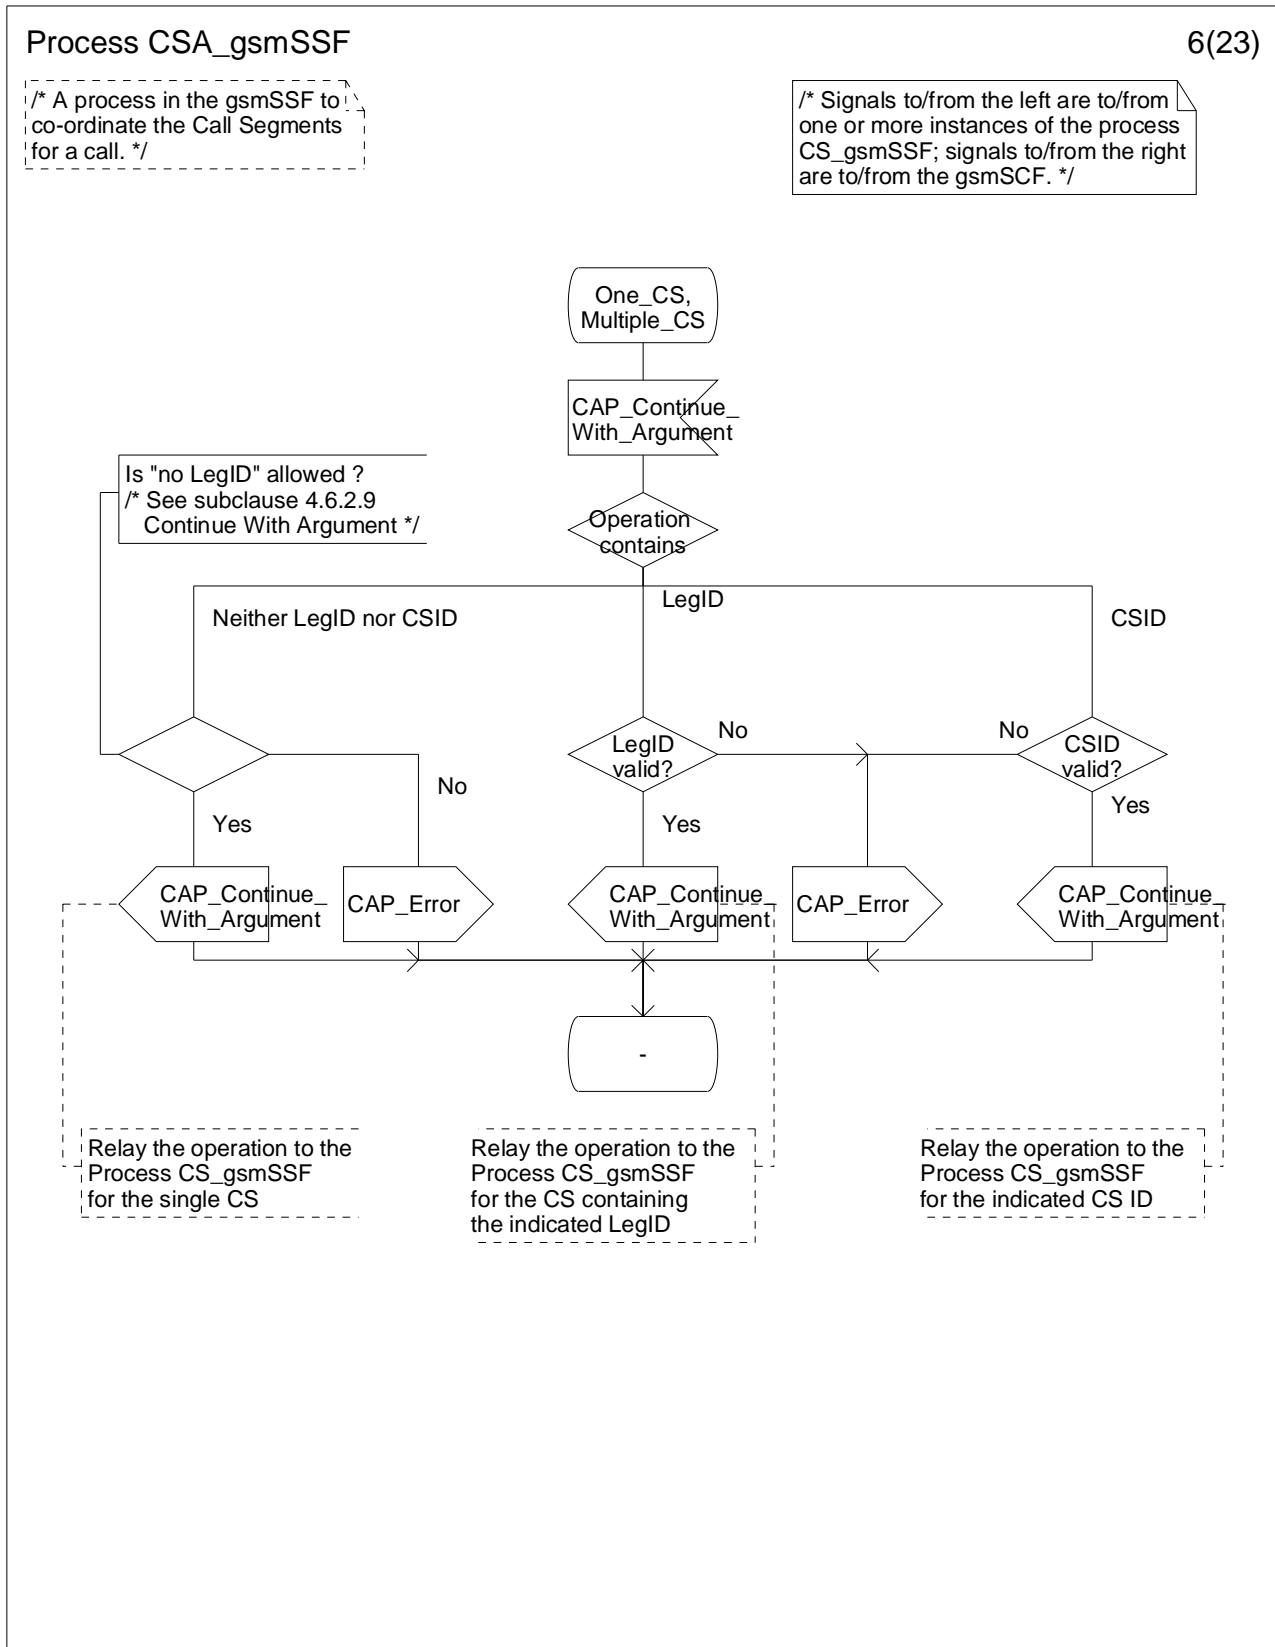 Process CSA_gsmSSF
6(23)
/* A process in the gsmSSF to
co-ordinate the Call Segments
for a call. */
/* Signals to/from the left are to/from
one or more instances of the process
CS_gsmSSF; signals to/from the right
are to/from the gsmSCF. */
One_CS,
Multiple_CS
CAP_Continue_
With_Argument
Is "no LegID" allowed ?
/* See subclause 4.6.2.9
Continue With Argument */
Operation
contains
Neither LegID nor CSID
LegID
CSID
No
LegID
valid?
No
No
CSID
valid?
Yes
Yes
Yes
CAP_Continue_
With_Argument
CAP_Error
CAP_Continue_
With_Argument
CAP_Error
CAP_Continue_
With_Argument
-
Relay the operation to the
Process CS_gsmSSF
for the single CS
Relay the operation to the
Process CS_gsmSSF
for the CS containing
the indicated LegID
Relay the operation to the
Process CS_gsmSSF
for the indicated CS ID